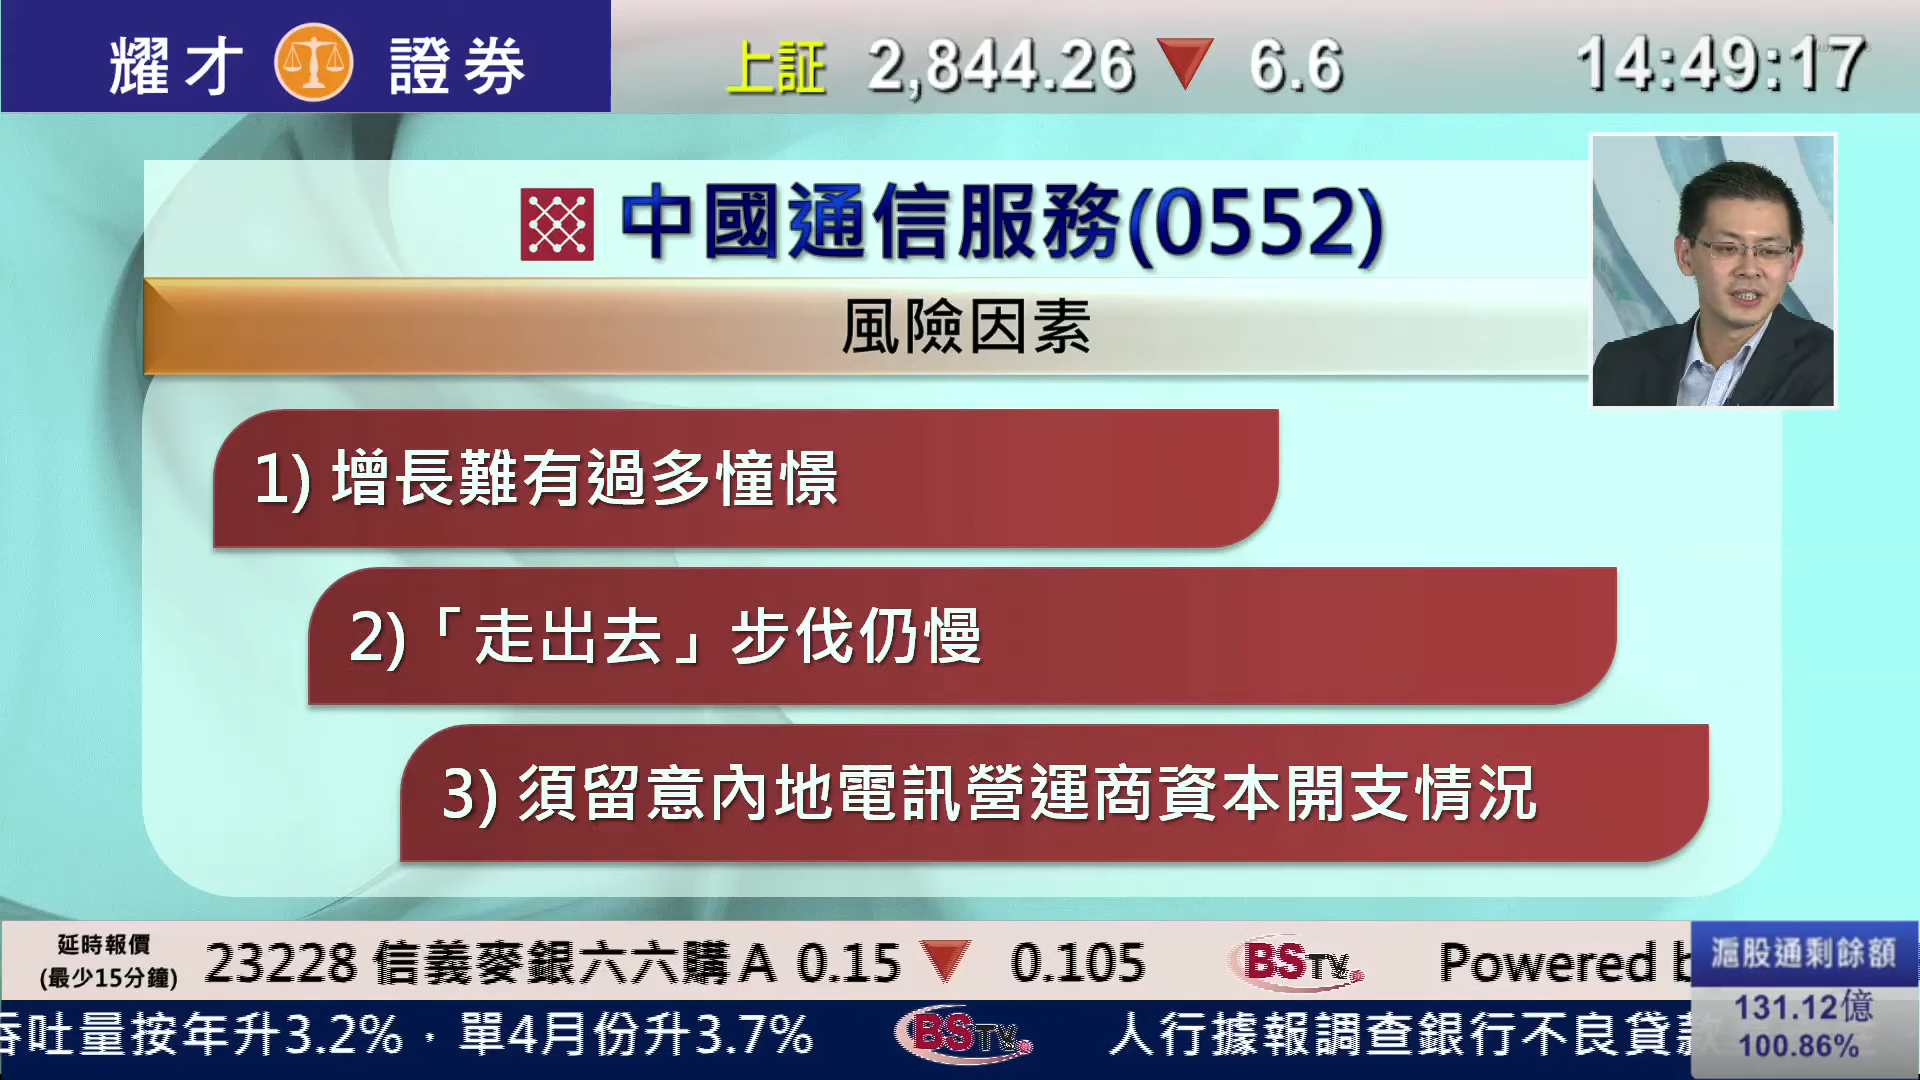 耀才 證券
上証 2,844.26 ▼ 6.6
14:49:17
中國通信服務(0552)
風險因素
1) 增長難有過多憧憬
2)「走出去」步伐仍慢
3) 須留意內地電訊營運商資本開支情況
延時報價
(最少15分鐘)
23228 信義麥銀六六購A 0.15 ▼ 0.105 BSTV Powered
滬股通剩餘額
131.12億
100.86%
吞吐量按年升3.2%，單4月份升3.7% BSTV 人行據報調查銀行不良貸款